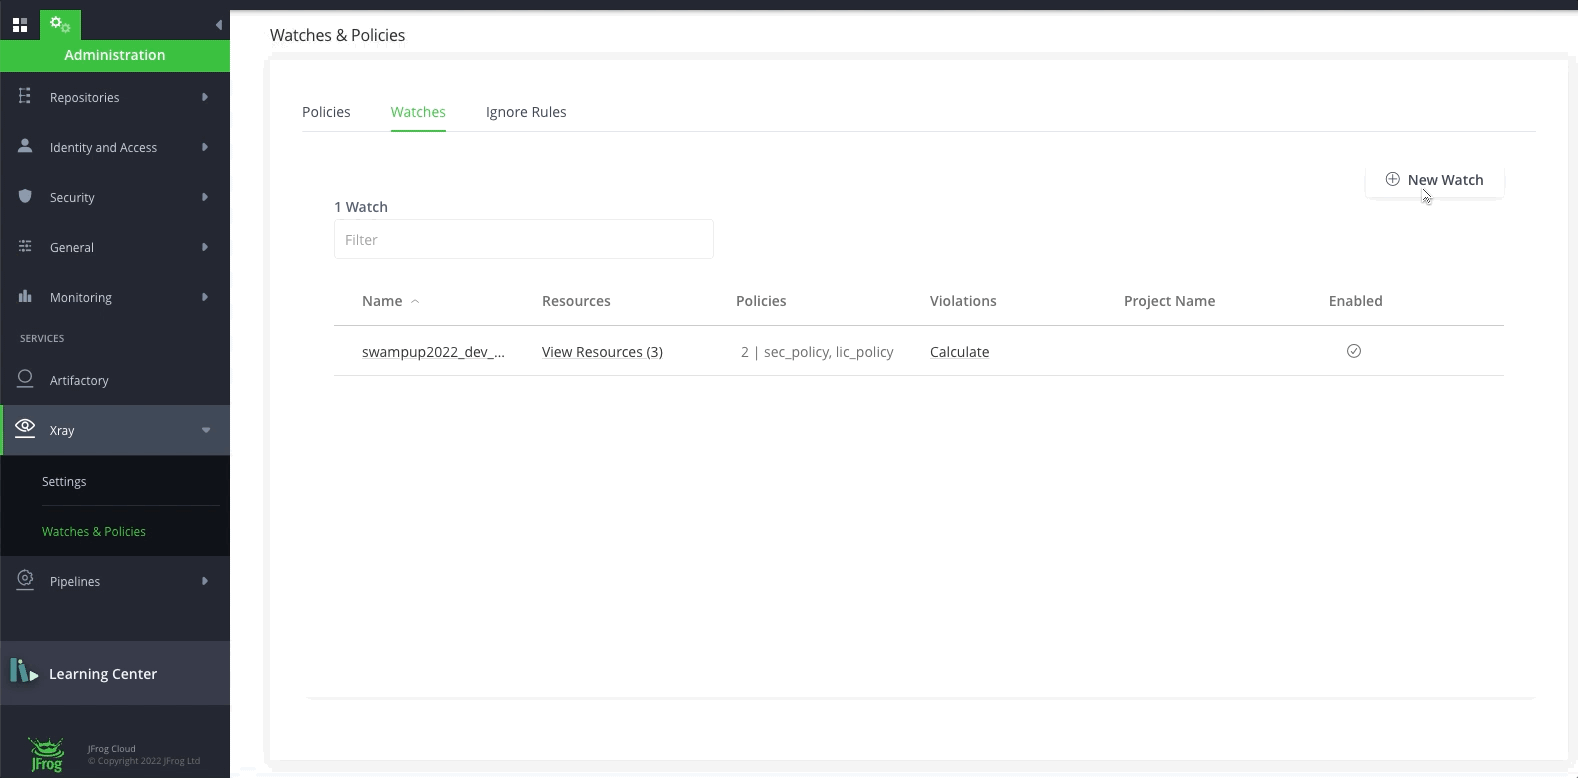 Administration
Repositories
Identity and Access
Security
General
Monitoring
SERVICES
Artifactory
Xray
Settings
Watches & Policies
Pipelines
Learning Center
JFrog
JFrog Cloud
© Copyright 2022 JFrog Ltd
Watches & Policies
Policies Watches Ignore Rules
New Watch
1 Watch
Filter
Name Resources Policies Violations Project Name Enabled
swampup2022_dev_... View Resources (3) 2 | sec_policy, lic_policy Calculate